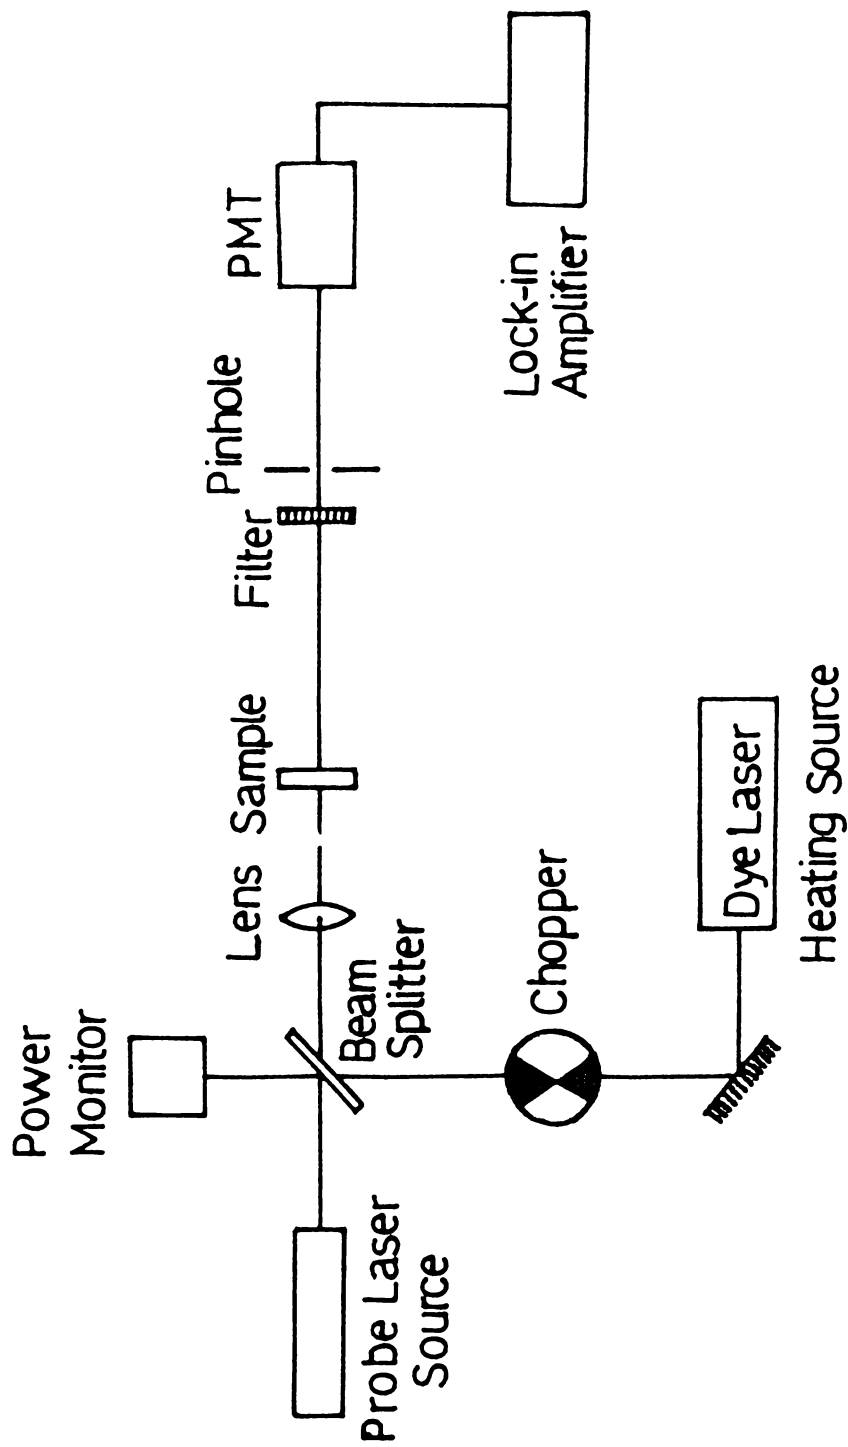 Power
Monitor
Probe Laser
Source
Beam
Splitter
Lens
Sample
Filter
Pinhole
PMT
Lock-in
Amplifier
Chopper
Dye Laser
Heating Source